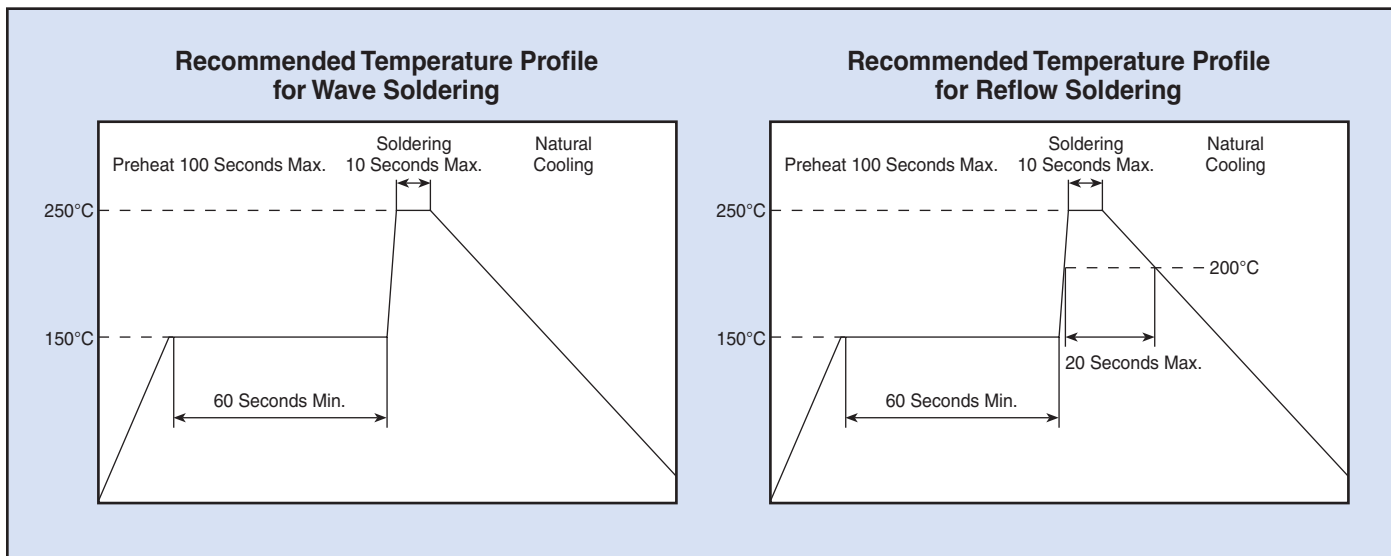 Recommended Temperature Profile
for Wave Soldering
Preheat 100 Seconds Max.
Soldering
10 Seconds Max.
Natural
Cooling
250°C
150°C
60 Seconds Min.
Recommended Temperature Profile
for Reflow Soldering
Preheat 100 Seconds Max.
Soldering
10 Seconds Max.
Natural
Cooling
250°C
200°C
150°C
20 Seconds Max.
60 Seconds Min.